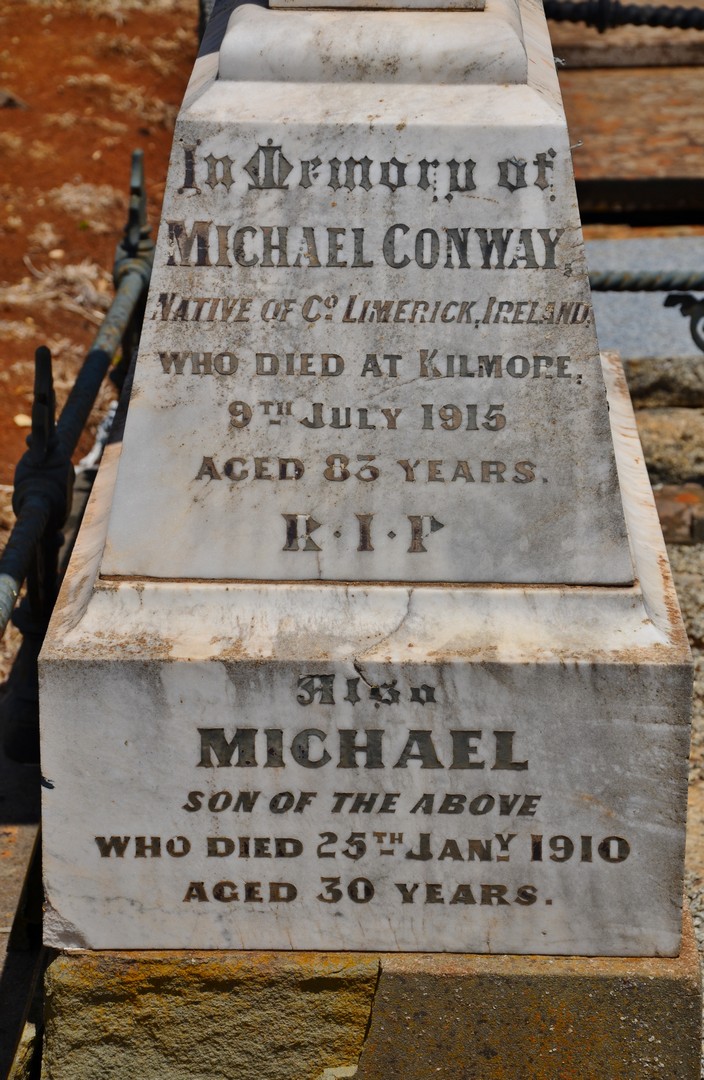 In Memory of
MICHAEL CONWAY,
NATIVE OF Co. LIMERICK, IRELAND,
WHO DIED AT KILMORE,
9TH JULY 1915
AGED 83 YEARS.
R·I·P
Also
MICHAEL
SON OF THE ABOVE
WHO DIED 25TH JANY 1910
AGED 30 YEARS.